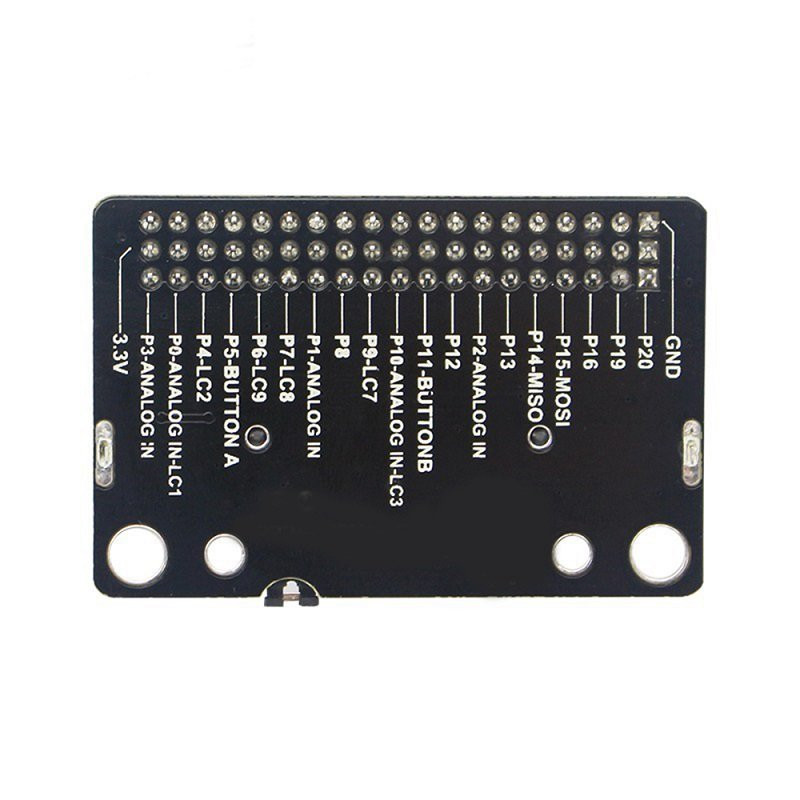 3.3V
P3-ANALOG IN
P0-ANALOG IN-LC1
P4-LC2
P5-BUTTON A
P6-LC9
P7-LC8
P1-ANALOG IN
P8
P9-LC7
P10-ANALOG IN-LC3
P11-BUTTONB
P12
P2-ANALOG IN
P13
P14-MISO
P15-MOSI
P16
P19
P20
GND